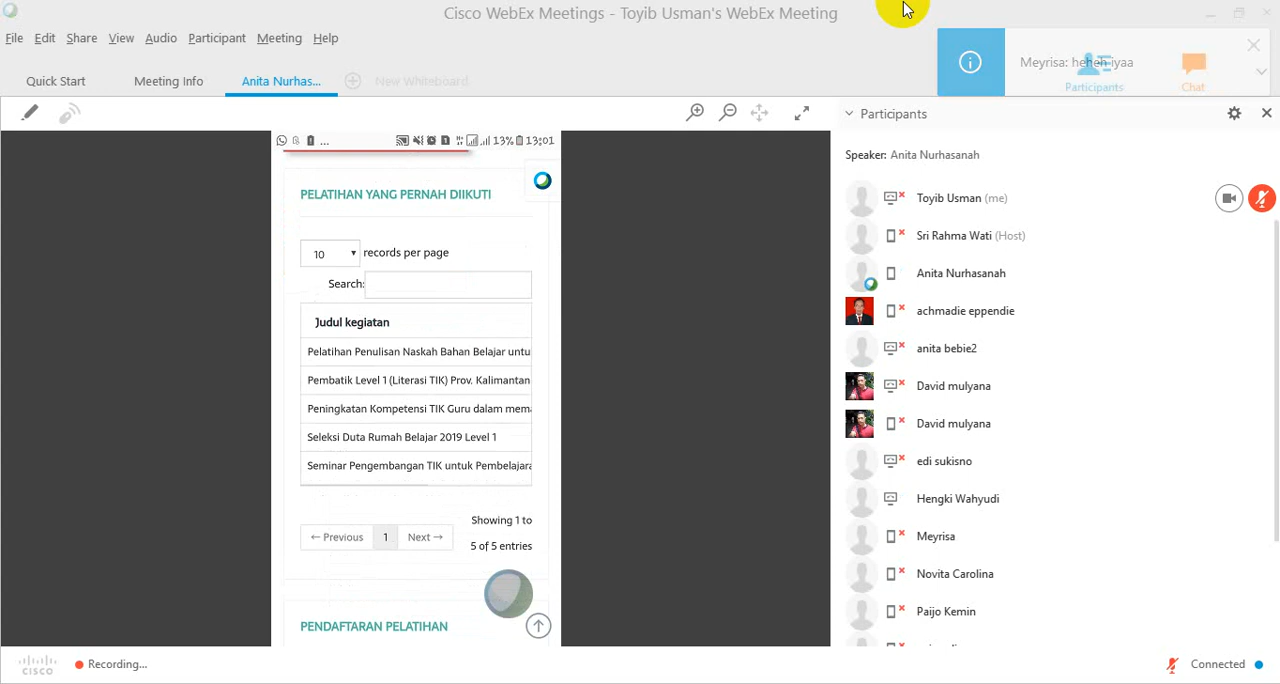 Cisco WebEx Meetings - Toyib Usman's WebEx Meeting
File Edit Share View Audio Participant Meeting Help
Meyrisa: heheh iyaa
Participants
Chat
Quick Start
Meeting Info
Anita Nurhas...
New Whiteboard
Participants
13% 13:01
Speaker: Anita Nurhasanah
PELATIHAN YANG PERNAH DIIKUTI
10 records per page
Search:
Judul kegiatan
Pelatihan Penulisan Naskah Bahan Belajar untu
Pembatik Level 1 (Literasi TIK) Prov. Kalimantan
Peningkatan Kompetensi TIK Guru dalam mem
Seleksi Duta Rumah Belajar 2019 Level 1
Seminar Pengembangan TIK untuk Pembelajara
← Previous 1 Next →
Showing 1 to
5 of 5 entries
PENDAFTARAN PELATIHAN
Toyib Usman (me)
Sri Rahma Wati (Host)
Anita Nurhasanah
achmadie eppendie
anita bebie2
David mulyana
David mulyana
edi sukisno
Hengki Wahyudi
Meyrisa
Novita Carolina
Paijo Kemin
cisco
Recording...
Connected